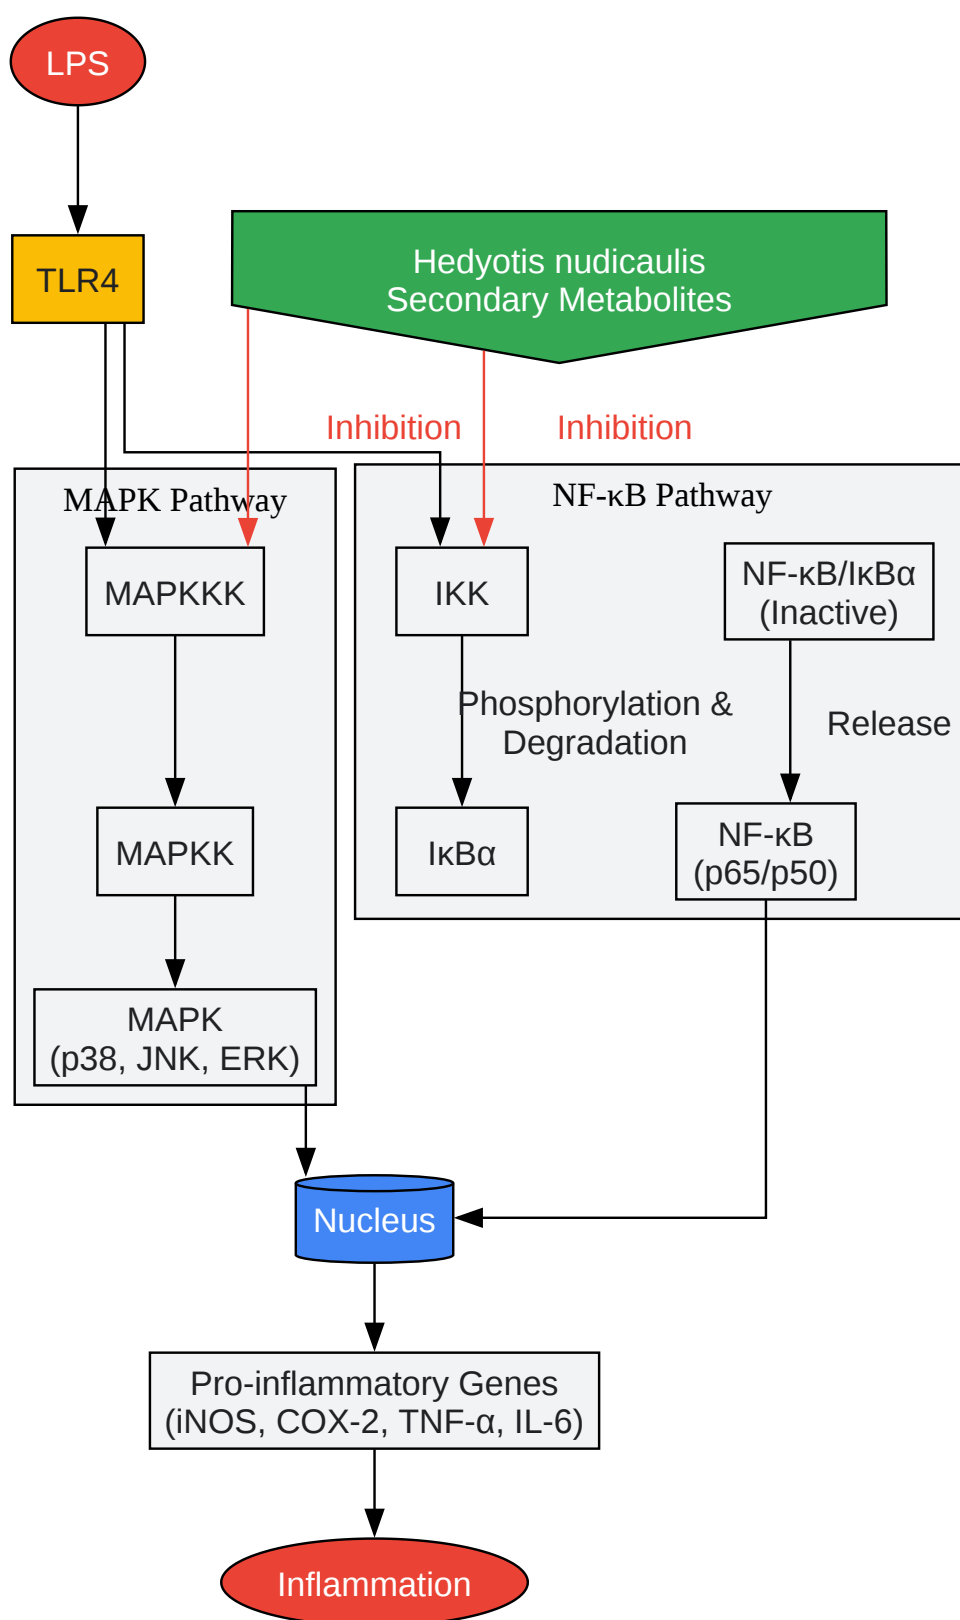 LPS
TLR4
Hedyotis nudicaulis
Secondary Metabolites
Inhibition
Inhibition
MAPK Pathway
NF-κB Pathway
MAPKKK
IKK
NF-κB/IκBα
(Inactive)
Phosphorylation &
Degradation
Release
MAPKK
IκBα
NF-κB
(p65/p50)
MAPK
(p38, JNK, ERK)
Nucleus
Pro-inflammatory Genes
(iNOS, COX-2, TNF-α, IL-6)
Inflammation